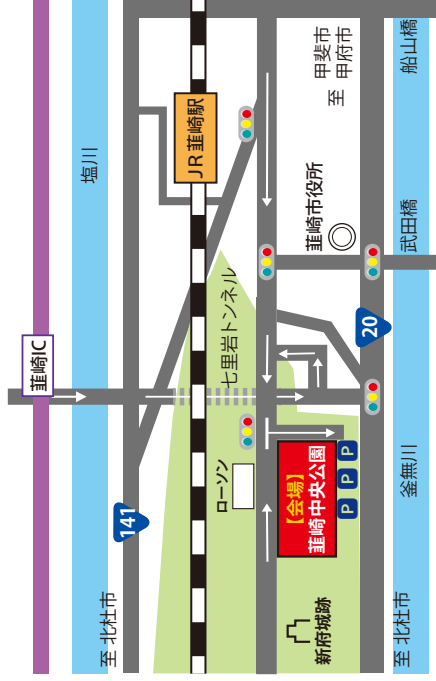 韮崎IC
塩川
至 北杜市
141
JR 韮崎駅
七里岩トンネル
ローソン
【会場】
韮崎中央公園
P
P
P
新府城跡
韮崎市役所
至
甲斐市
甲府市
20
船山橋
武田橋
釜無川
至 北杜市